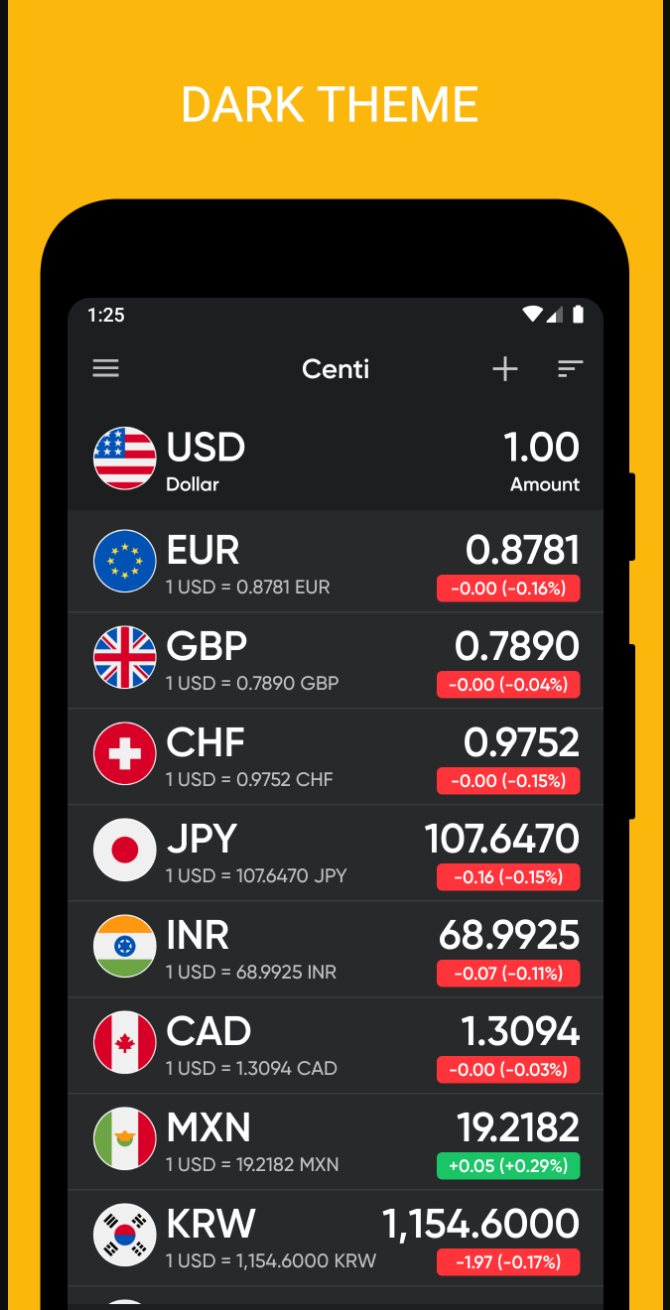 DARK THEME
1:25
Centi
USD 1.00
Dollar Amount
EUR 0.8781
1 USD = 0.8781 EUR -0.00 (-0.16%)
GBP 0.7890
1 USD = 0.7890 GBP -0.00 (-0.04%)
CHF 0.9752
1 USD = 0.9752 CHF -0.00 (-0.15%)
JPY 107.6470
1 USD = 107.6470 JPY -0.16 (-0.15%)
INR 68.9925
1 USD = 68.9925 INR -0.07 (-0.11%)
CAD 1.3094
1 USD = 1.3094 CAD -0.00 (-0.03%)
MXN 19.2182
1 USD = 19.2182 MXN +0.05 (+0.29%)
KRW 1,154.6000
1 USD = 1,154.6000 KRW -1.97 (-0.17%)